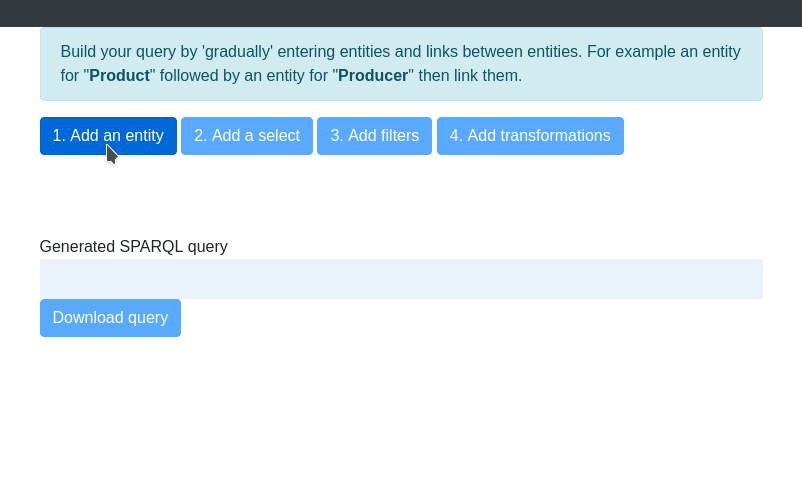 Build your query by 'gradually' entering entities and links between entities. For example an entity
for "Product" followed by an entity for "Producer" then link them.
1. Add an entity 2. Add a select 3. Add filters 4. Add transformations
Generated SPARQL query
Download query